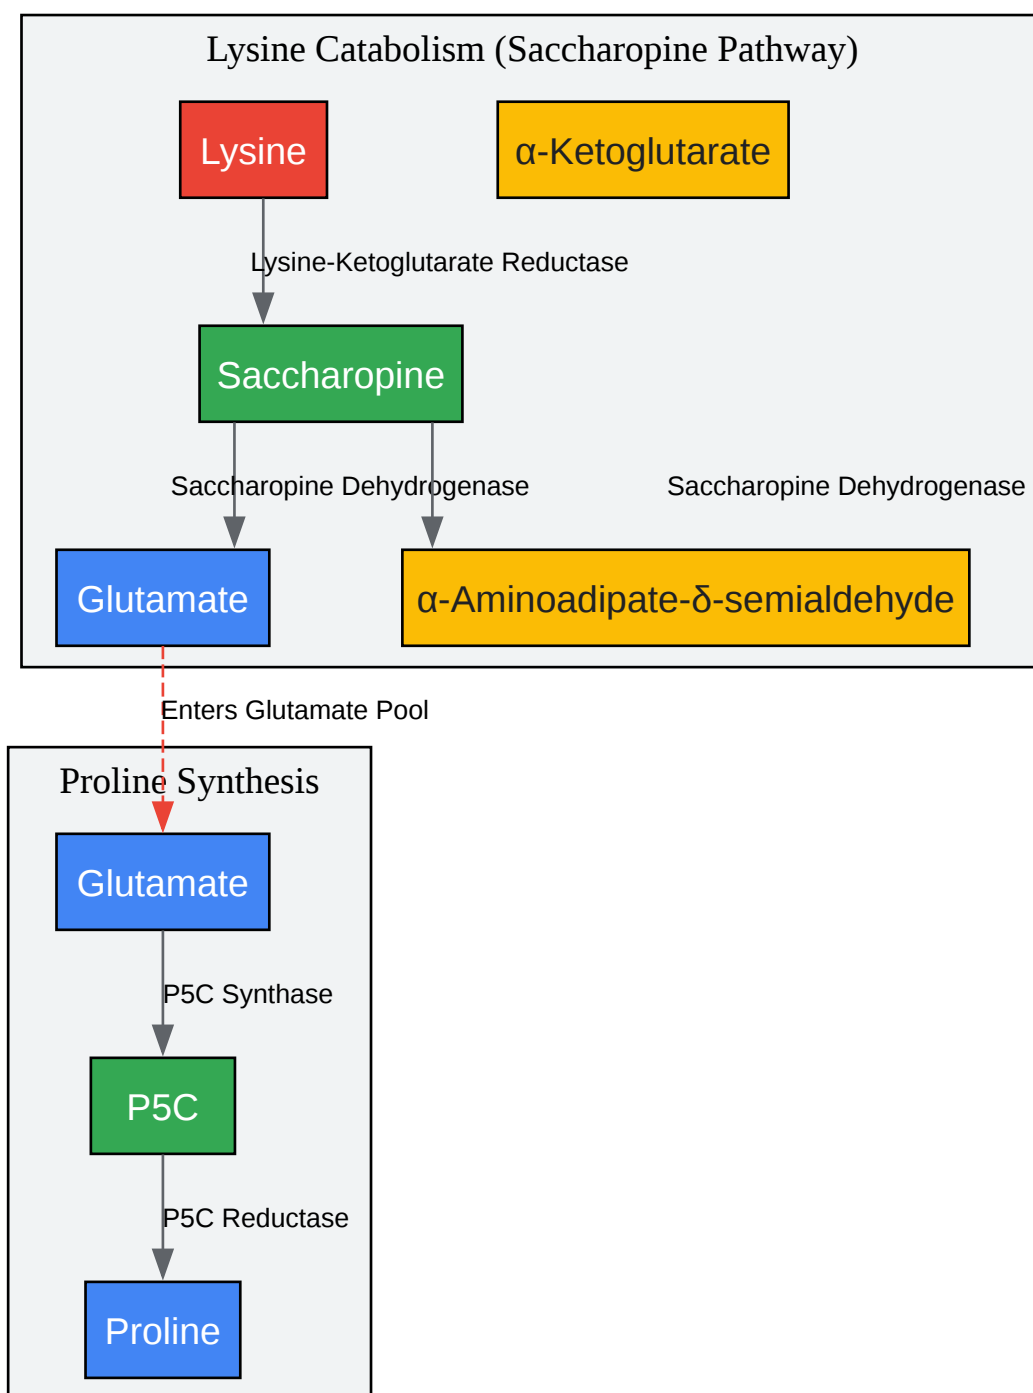 Lysine Catabolism (Saccharopine Pathway)
Lysine
α-Ketoglutarate
Lysine-Ketoglutarate Reductase
Saccharopine
Saccharopine Dehydrogenase
Saccharopine Dehydrogenase
Glutamate
α-Aminoadipate-δ-semialdehyde
Enters Glutamate Pool
Proline Synthesis
Glutamate
P5C Synthase
P5C
P5C Reductase
Proline